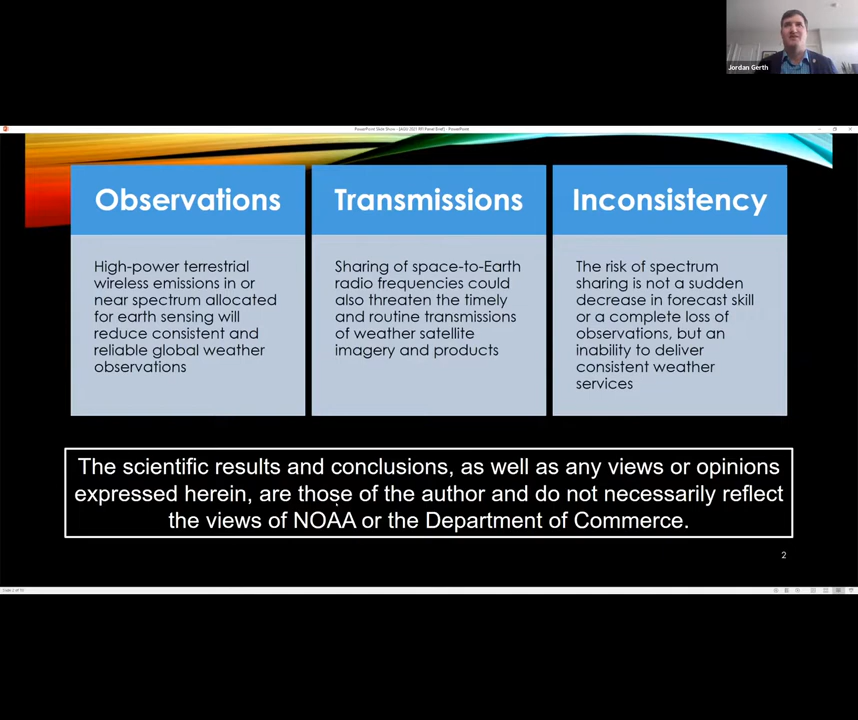 Jordan Gerth
PowerPoint Slide Show - [AGU 2021 RFI Panel Brief] - PowerPoint
Observations
High-power terrestrial
wireless emissions in or
near spectrum allocated
for earth sensing will
reduce consistent and
reliable global weather
observations
Transmissions
Sharing of space-to-Earth
radio frequencies could
also threaten the timely
and routine transmissions
of weather satellite
imagery and products
Inconsistency
The risk of spectrum
sharing is not a sudden
decrease in forecast skill
or a complete loss of
observations, but an
inability to deliver
consistent weather
services
The scientific results and conclusions, as well as any views or opinions
expressed herein, are those of the author and do not necessarily reflect
the views of NOAA or the Department of Commerce.
2